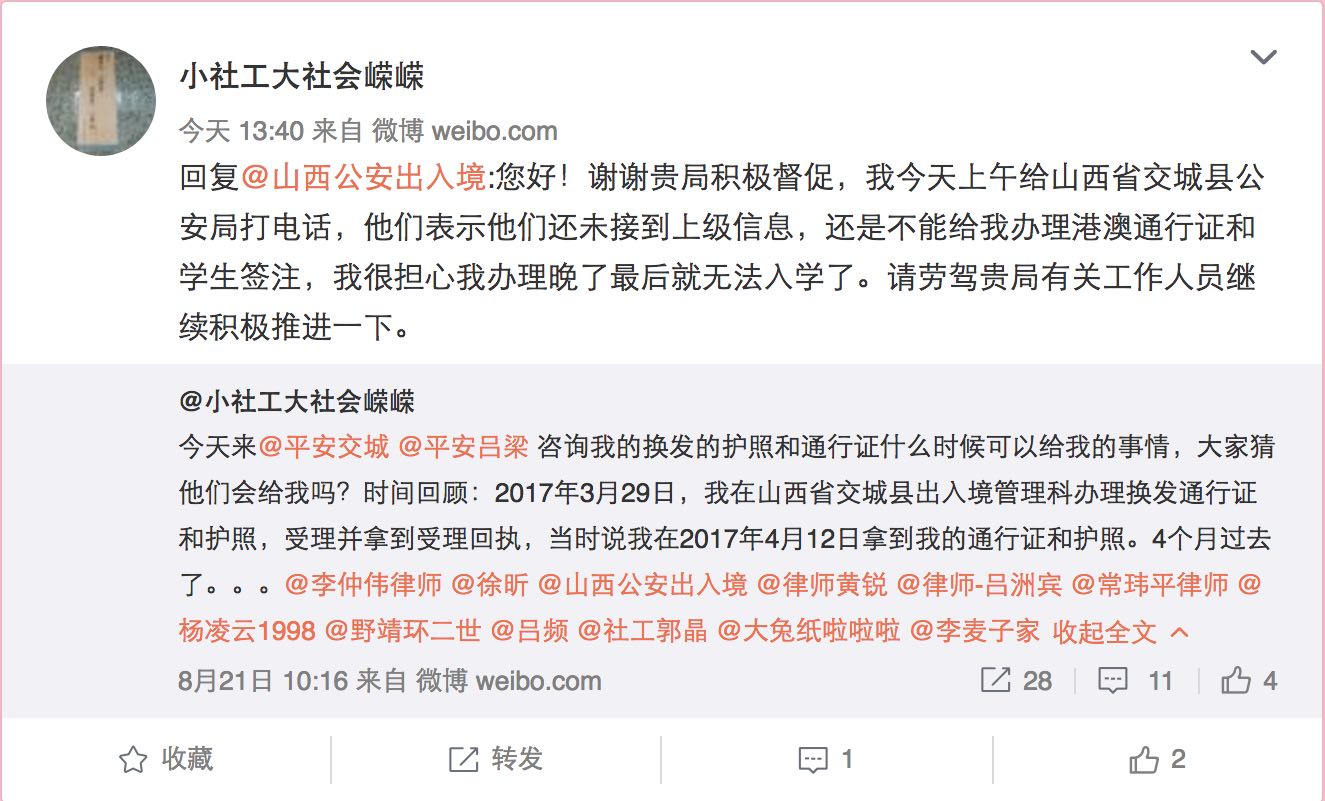 小社工大社会嵘嵘
今天 13:40 来自 微博 weibo.com
回复@山西公安出入境:您好！谢谢贵局积极督促，我今天上午给山西省交城县公
安局打电话，他们表示他们还未接到上级信息，还是不能给我办理港澳通行证和
学生签注，我很担心我办理晚了最后就无法入学了。请劳驾贵局有关工作人员继
续积极推进一下。
@小社工大社会嵘嵘
今天来@平安交城 @平安吕梁 咨询我的换发的护照和通行证什么时候可以给我的事情，大家猜
他们会给我吗？时间回顾：2017年3月29日，我在山西省交城县出入境管理科办理换发通行证
和护照，受理并拿到受理回执，当时说我在2017年4月12日拿到我的通行证和护照。4个月过去
了。。。@李仲伟律师 @徐昕 @山西公安出入境 @律师黄锐 @律师-吕洲宾 @常玮平律师 @
杨凌云1998 @野靖环二世 @吕频 @社工郭晶 @大兔纸啦啦啦 @李麦子家 收起全文
8月21日 10:16 来自 微博 weibo.com 28 11 4
收藏 转发 1 2